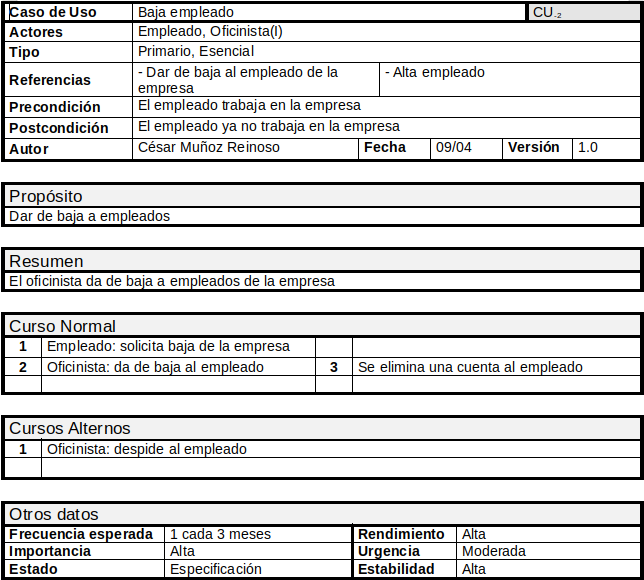 Caso de Uso Baja empleado CU.-2
Actores Empleado, Oficinista(I)
Tipo Primario, Esencial
Referencias - Dar de baja al empleado de la empresa - Alta empleado
Precondición El empleado trabaja en la empresa
Postcondición El empleado ya no trabaja en la empresa
Autor César Muñoz Reinoso Fecha 09/04 Versión 1.0
Propósito
Dar de baja a empleados
Resumen
El oficinista da de baja a empleados de la empresa
Curso Normal
1 Empleado: solicita baja de la empresa
2 Oficinista: da de baja al empleado 3 Se elimina una cuenta al empleado
Cursos Alternos
1 Oficinista: despide al empleado
Otros datos
Frecuencia esperada 1 cada 3 meses Rendimiento Alta
Importancia Alta Urgencia Moderada
Estado Especificación Estabilidad Alta